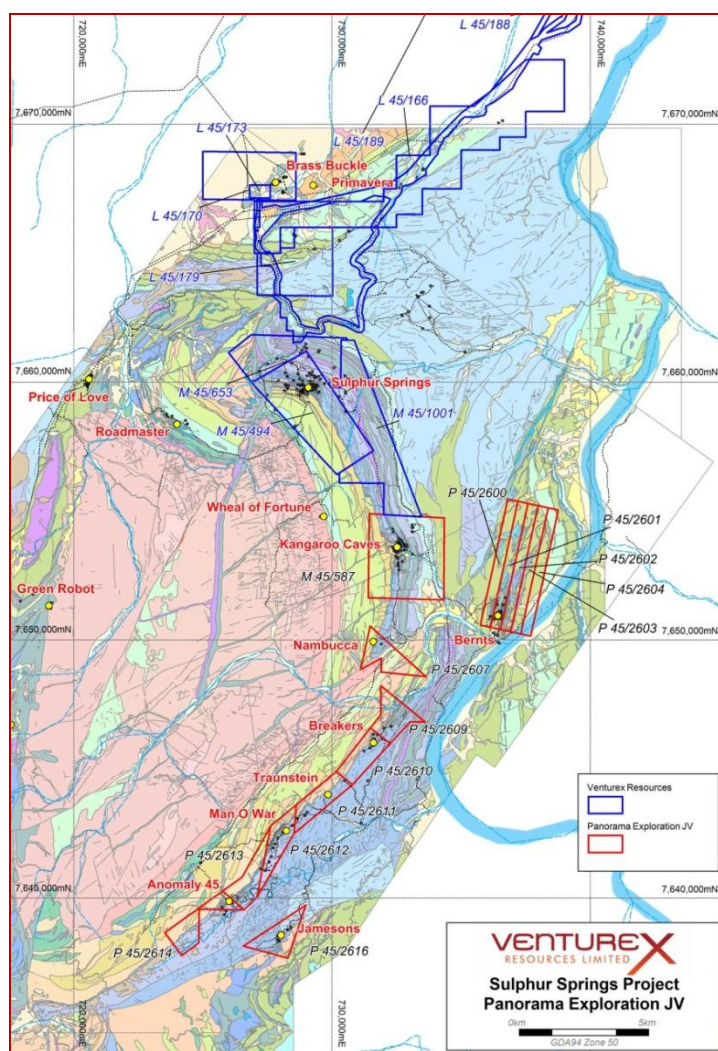 720,000mE
730,000mE
740,000mE
L 45/188
7,670,000mN
7,670,000mN
L 45/166
L 45/173
L 45/189
Brass Buckle
Primavera
L 45/170
L 45/179
7,660,000mN
7,660,000mN
M 45/653
Sulphur Springs
Price of Love
M 45/1001
M 45/494
Roadmaster
P 45/2600
Wheal of Fortune
P 45/2601
Kangaroo Caves
P 45/2602
M 45/587
P 45/2604
Green Robot
P 45/2603
7,650,000mN
7,650,000mN
Nambucca
Bernts
P 45/2607
Breakers
P 45/2609
Traunstein
P 45/2610
Man O War
P 45/2611
P 45/2613
P 45/2612
Anomaly 45
7,640,000mN
7,640,000mN
Jamesons
P 45/2614
P 45/2616
720,000mE
730,000mE
Venturex Resources
Panorama Exploration JV
VENTUREX
RESOURCES LIMITED
Sulphur Springs Project
Panorama Exploration JV
0km 5km
GDA94 Zone 50